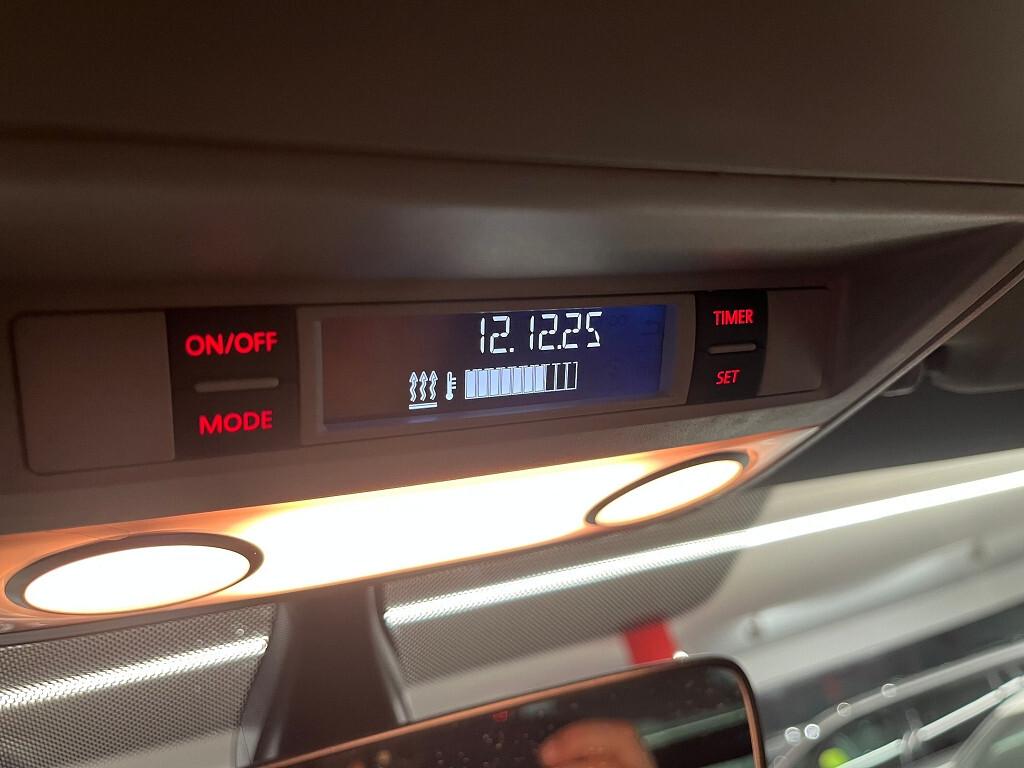 ON/OFF
MODE
12.12.25
TIMER
SET